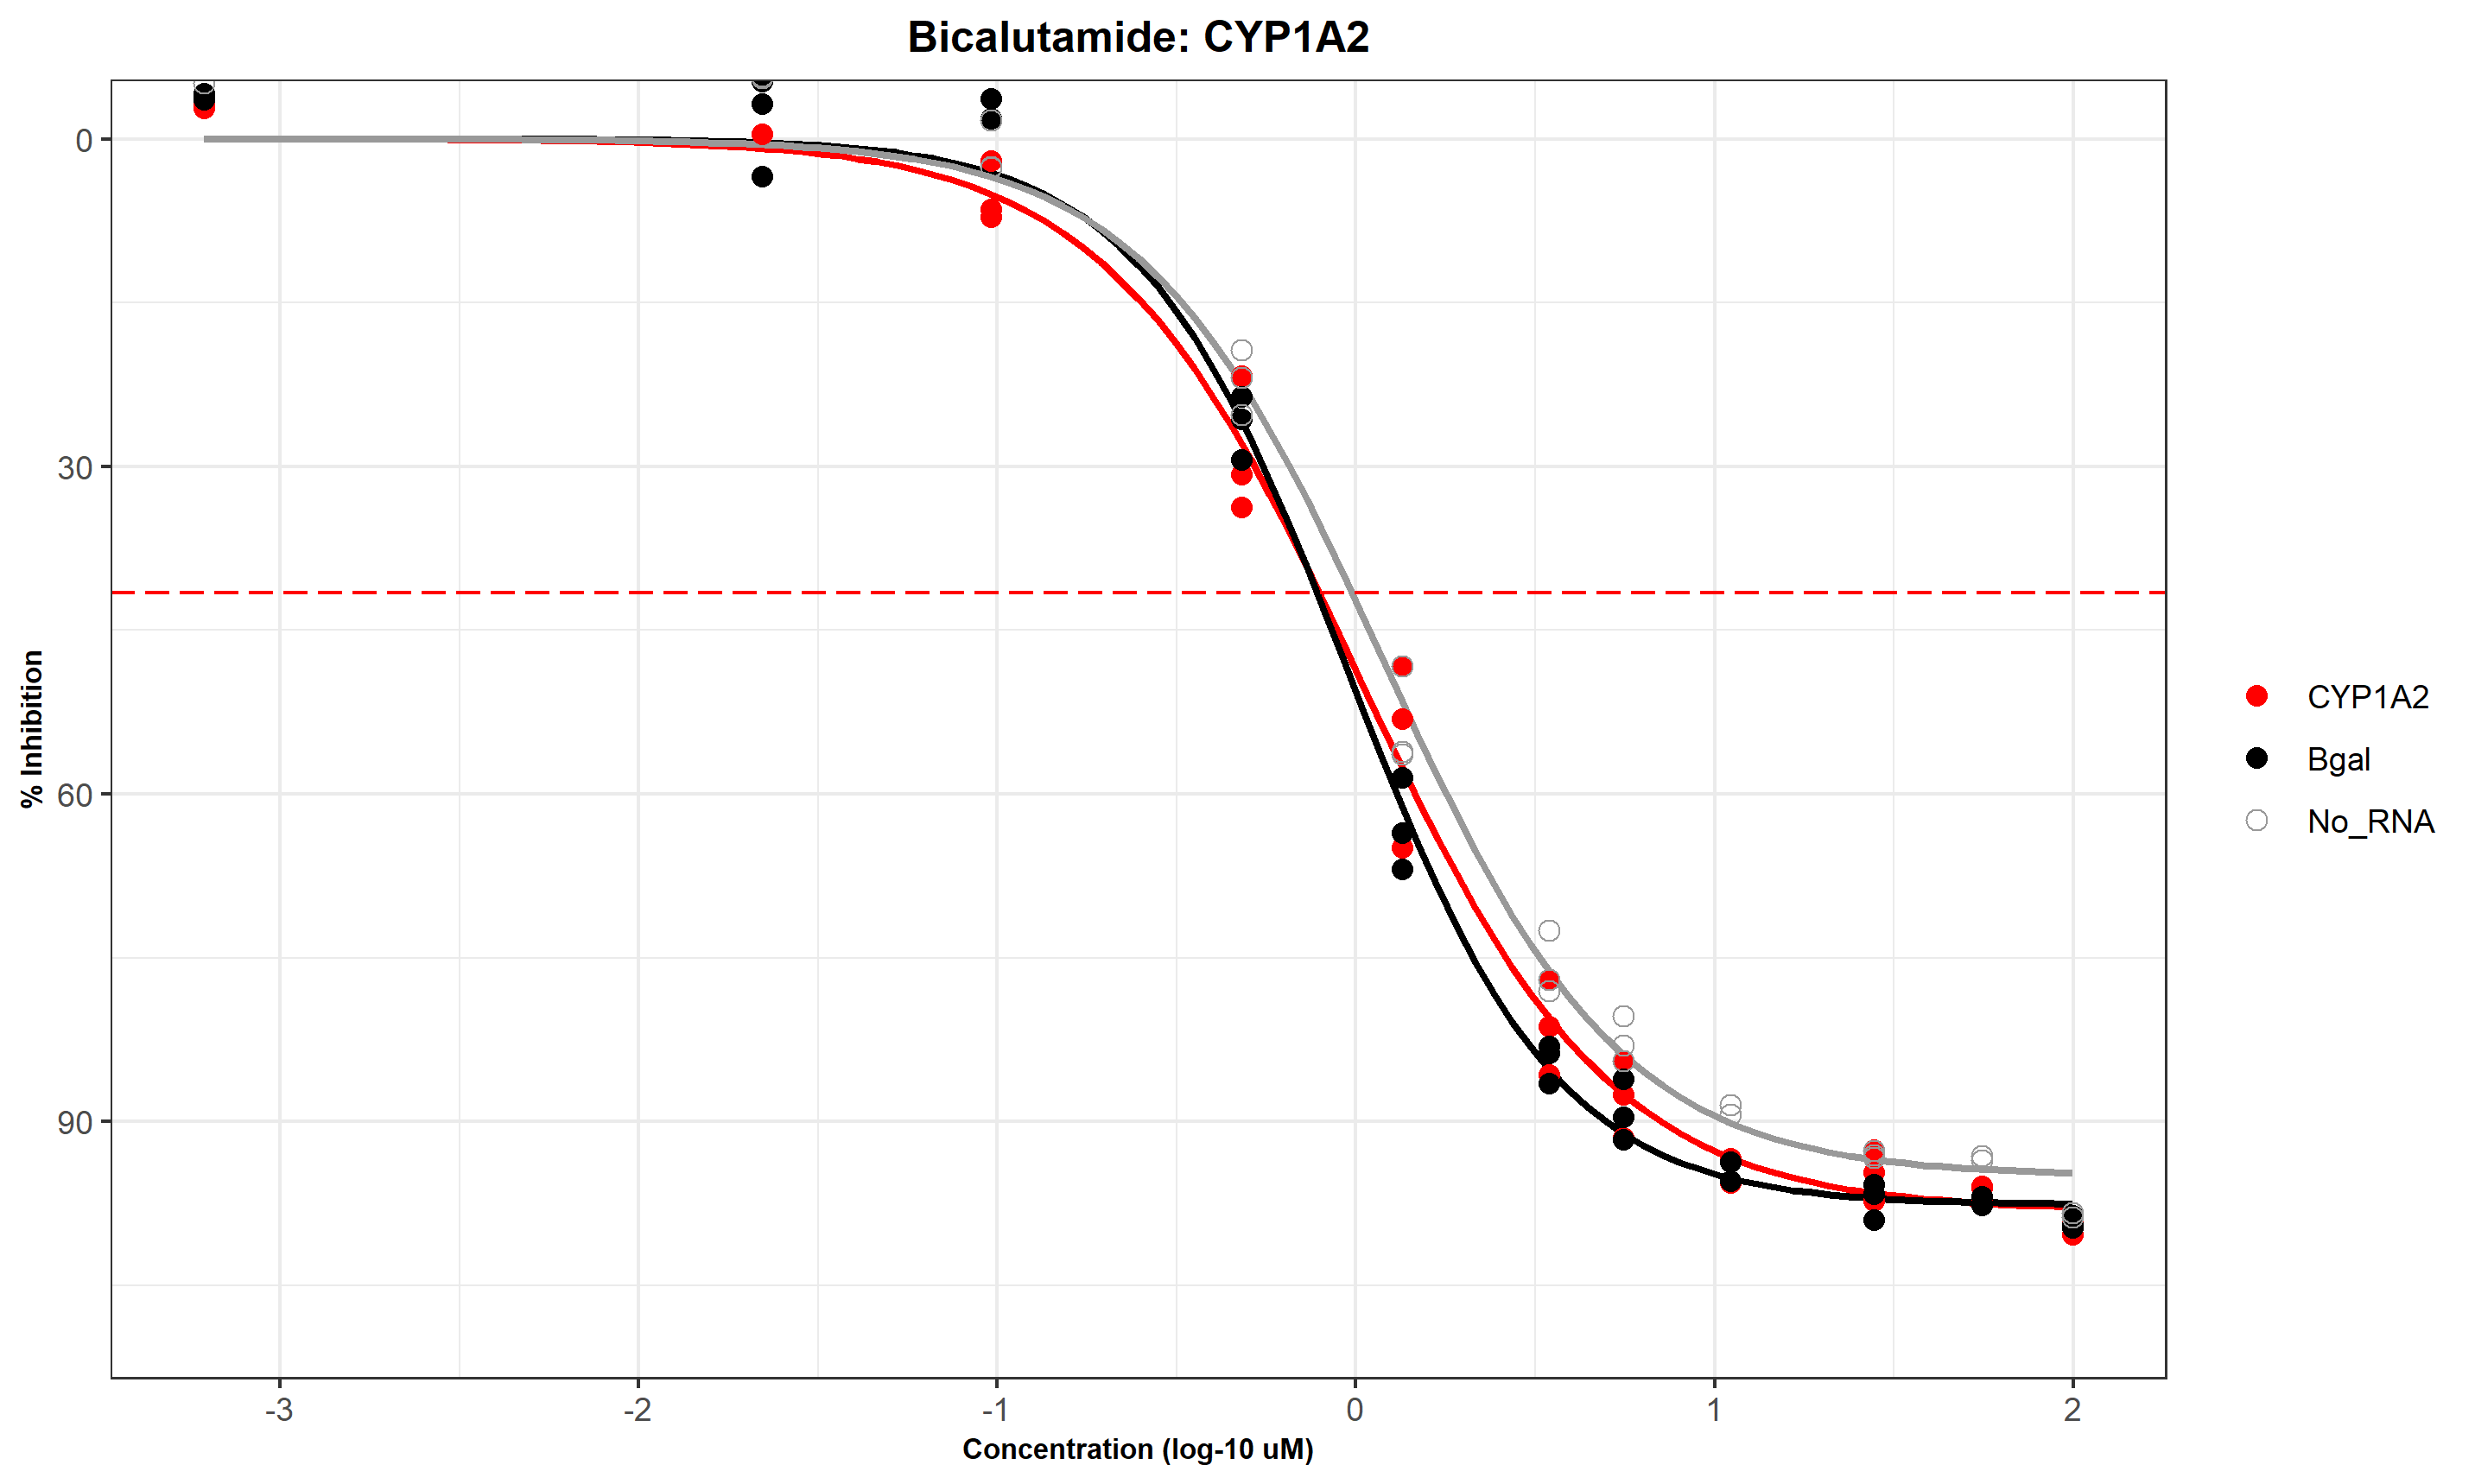 Bicalutamide: CYP1A2
0
30
60
90
% Inhibition
-3 -2 -1 0 1 2
Concentration (log-10 uM)
CYP1A2
Bgal
No_RNA